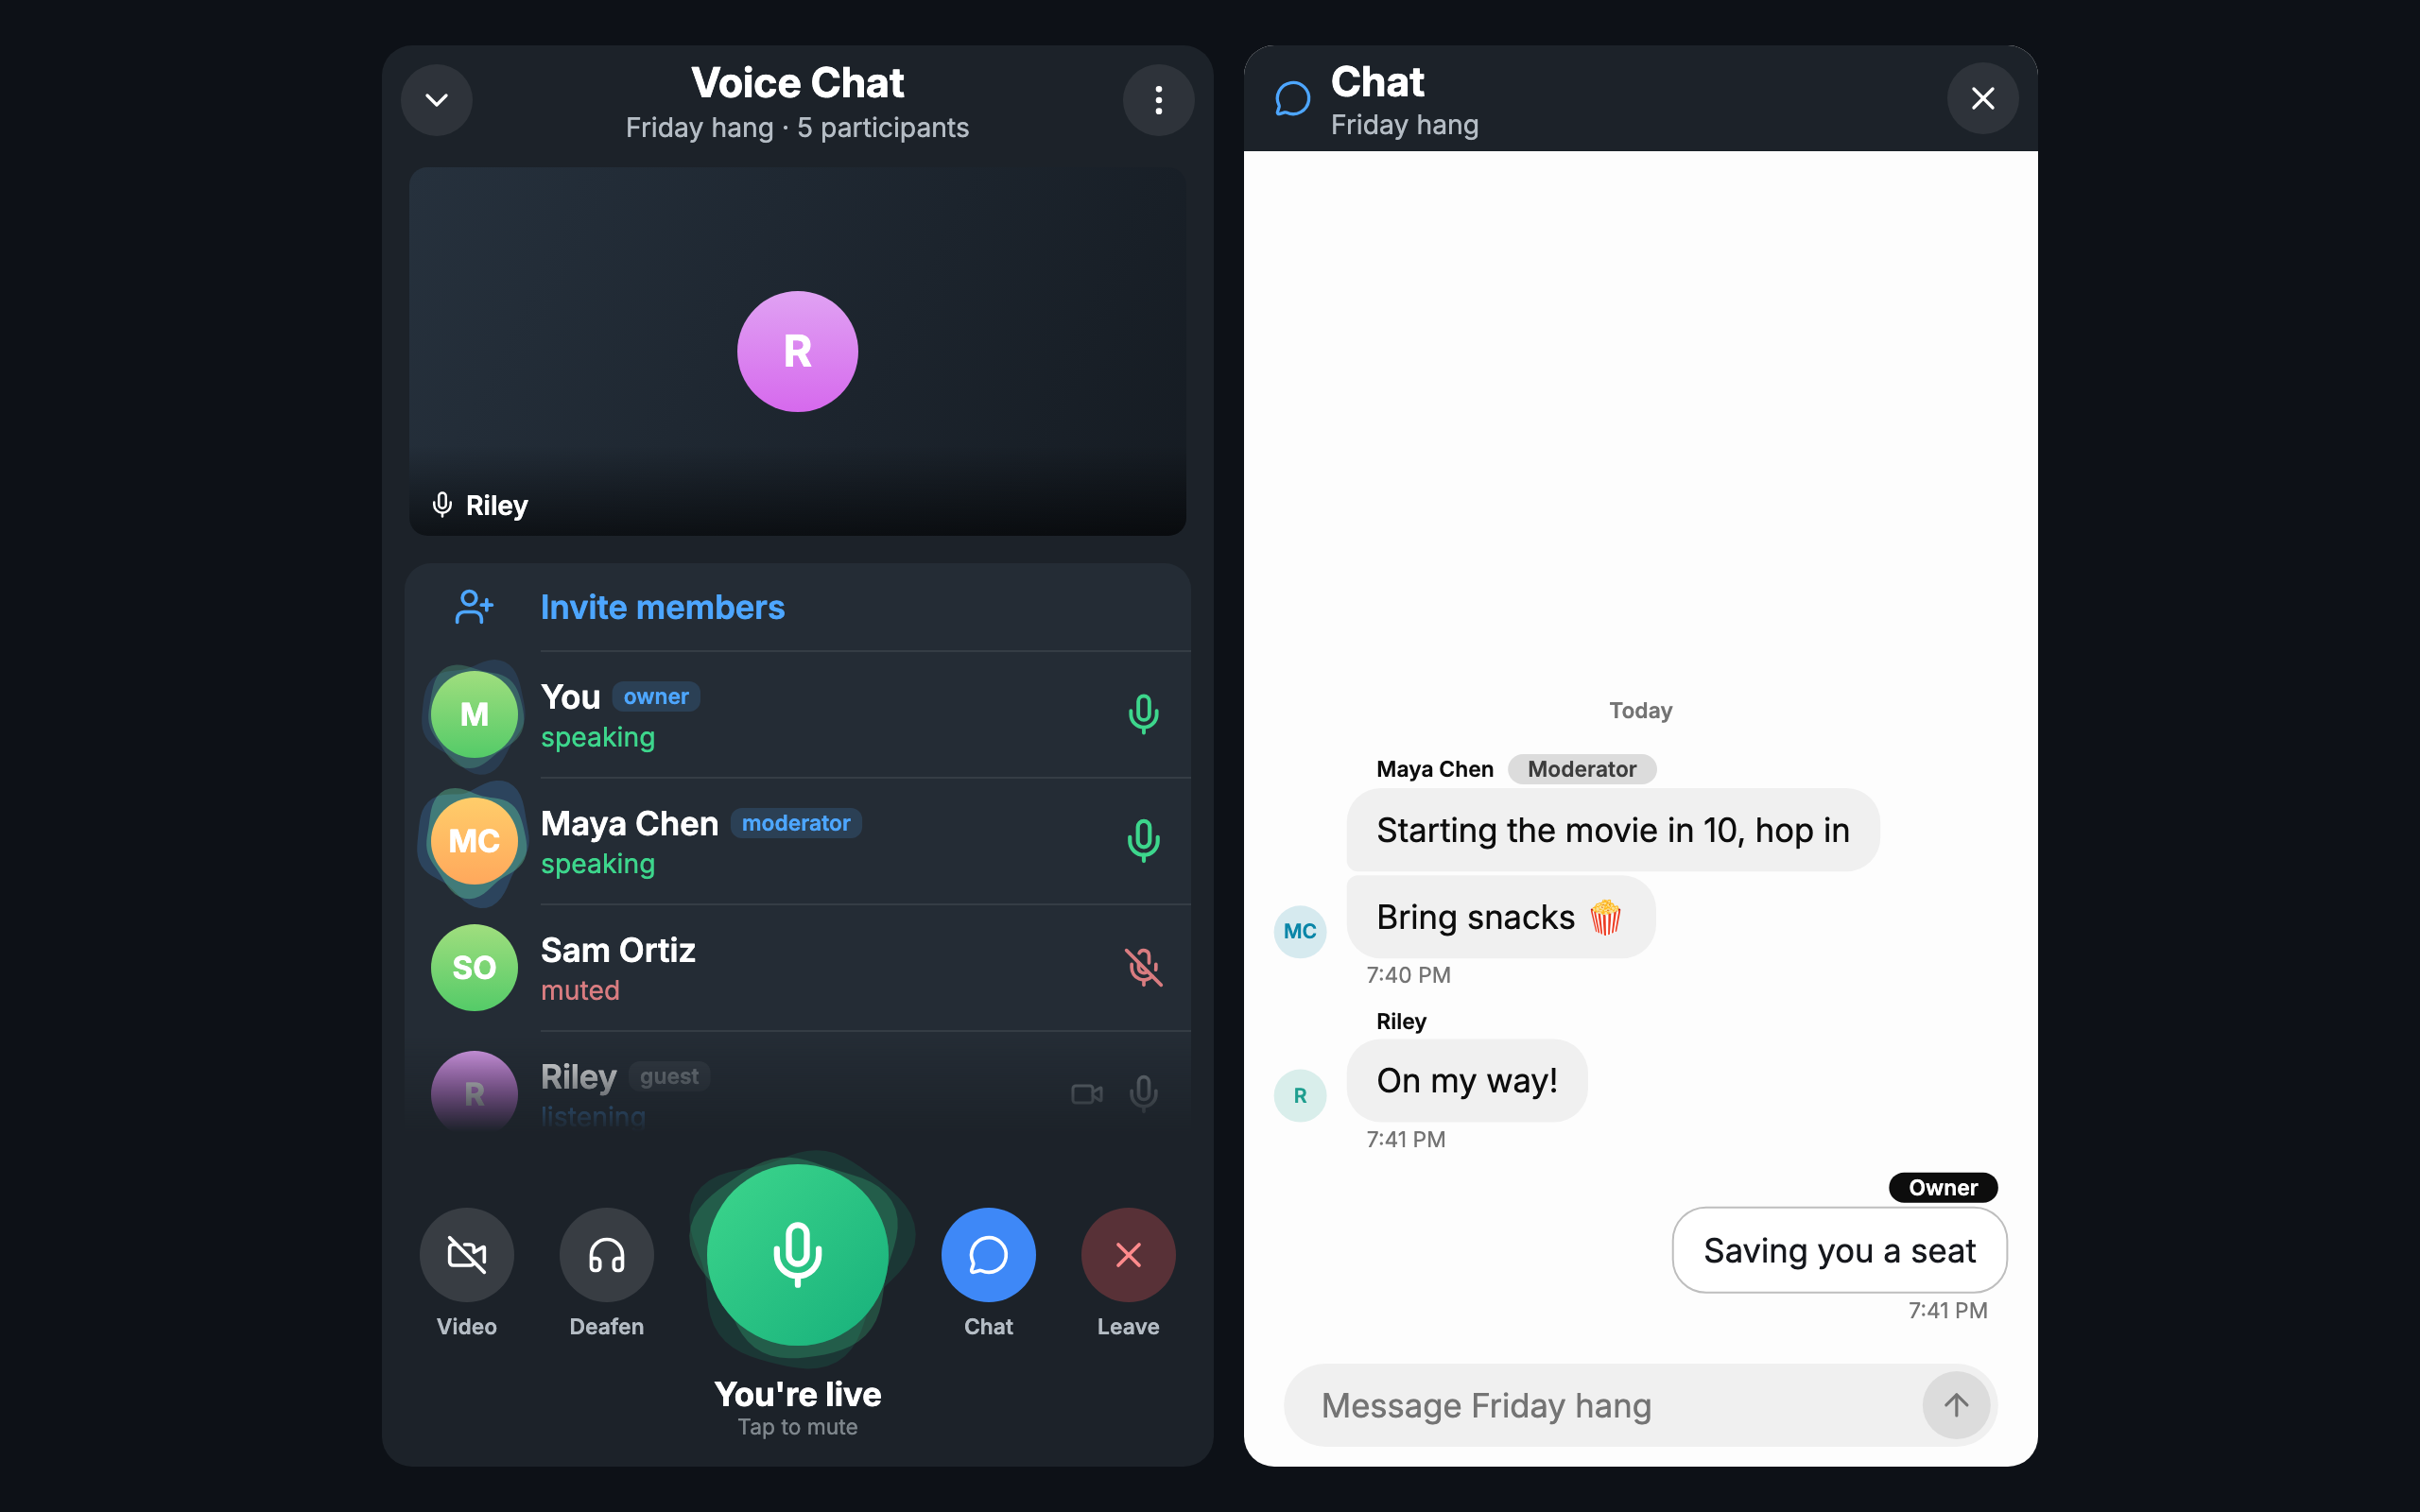 Voice Chat
Friday hang · 5 participants
R
Riley
Invite members
M
You owner
speaking
MC
Maya Chen moderator
speaking
SO
Sam Ortiz
muted
R
Riley guest
listening
Video
Deafen
Chat
Leave
You're live
Tap to mute
Chat
Friday hang
Today
Maya Chen Moderator
Starting the movie in 10, hop in
Bring snacks 🍿
MC
7:40 PM
Riley
On my way!
R
7:41 PM
Owner
Saving you a seat
7:41 PM
Message Friday hang